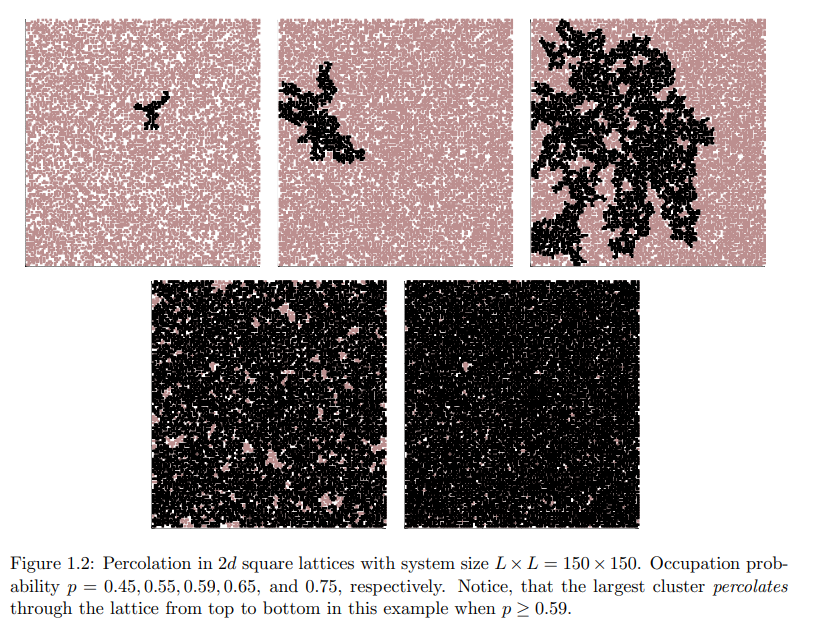 Figure 1.2: Percolation in 2d square lattices with system size L × L = 150 × 150. Occupation prob-
ability p = 0.45, 0.55, 0.59, 0.65, and 0.75, respectively. Notice, that the largest cluster percolates
through the lattice from top to bottom in this example when p ≥ 0.59.